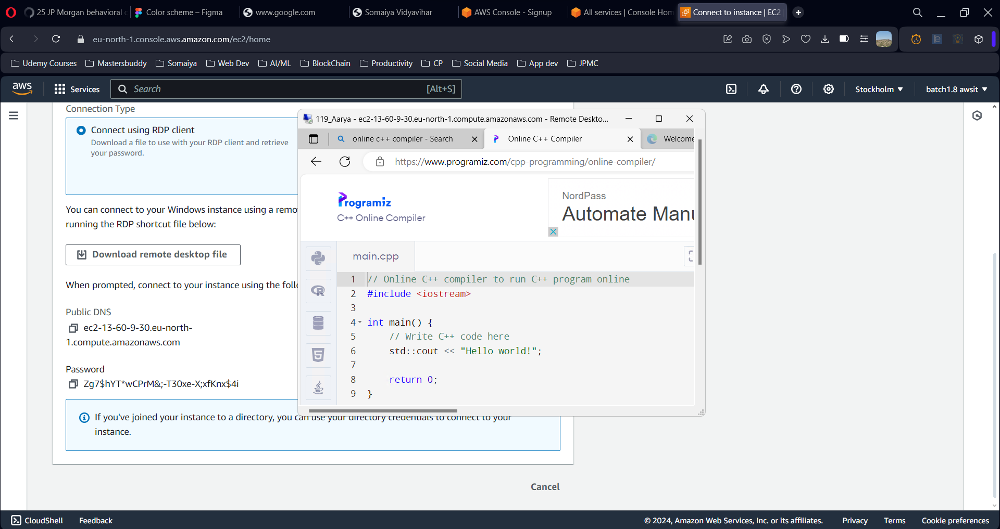 25 JP Morgan behavioral
Color scheme – Figma
www.google.com
Somaiya Vidyavihar
AWS Console - Signup
All services | Console Hom
Connect to instance | EC2
eu-north-1.console.aws.amazon.com/ec2/home
Udemy Courses
Mastersbuddy
Somaiya
Web Dev
AI/ML
BlockChain
Productivity
CP
Social Media
App dev
JPMC
aws
Services
Search
[Alt+S]
Stockholm
batch1.8 awsit
Connection Type
Connect using RDP client
Download a file to use with your RDP client and retrieve
your password.
You can connect to your Windows instance using a remo
running the RDP shortcut file below:
Download remote desktop file
When prompted, connect to your instance using the follo
Public DNS
ec2-13-60-9-30.eu-north-
1.compute.amazonaws.com
Password
Zg7$hYT*wCPrM&;-T30xe-X;xfKnx$4i
If you've joined your instance to a directory, you can use your directory credentials to connect to your
instance.
Cancel
119_Aarya - ec2-13-60-9-30.eu-north-1.compute.amazonaws.com - Remote Deskto...
online c++ compiler - Search
Online C++ Compiler
Welcome
https://www.programiz.com/cpp-programming/online-compiler/
Programiz
C++ Online Compiler
NordPass
Automate Manu
main.cpp
1 // Online C++ compiler to run C++ program online
2 #include <iostream>
3
4 int main() {
5 // Write C++ code here
6 std::cout << "Hello world!";
7
8 return 0;
9 }
CloudShell
Feedback
© 2024, Amazon Web Services, Inc. or its affiliates.
Privacy
Terms
Cookie preferences